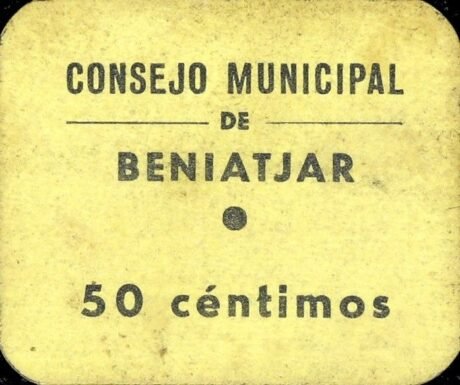 CONSEJO MUNICIPAL
DE
BENIATJAR
50 céntimos